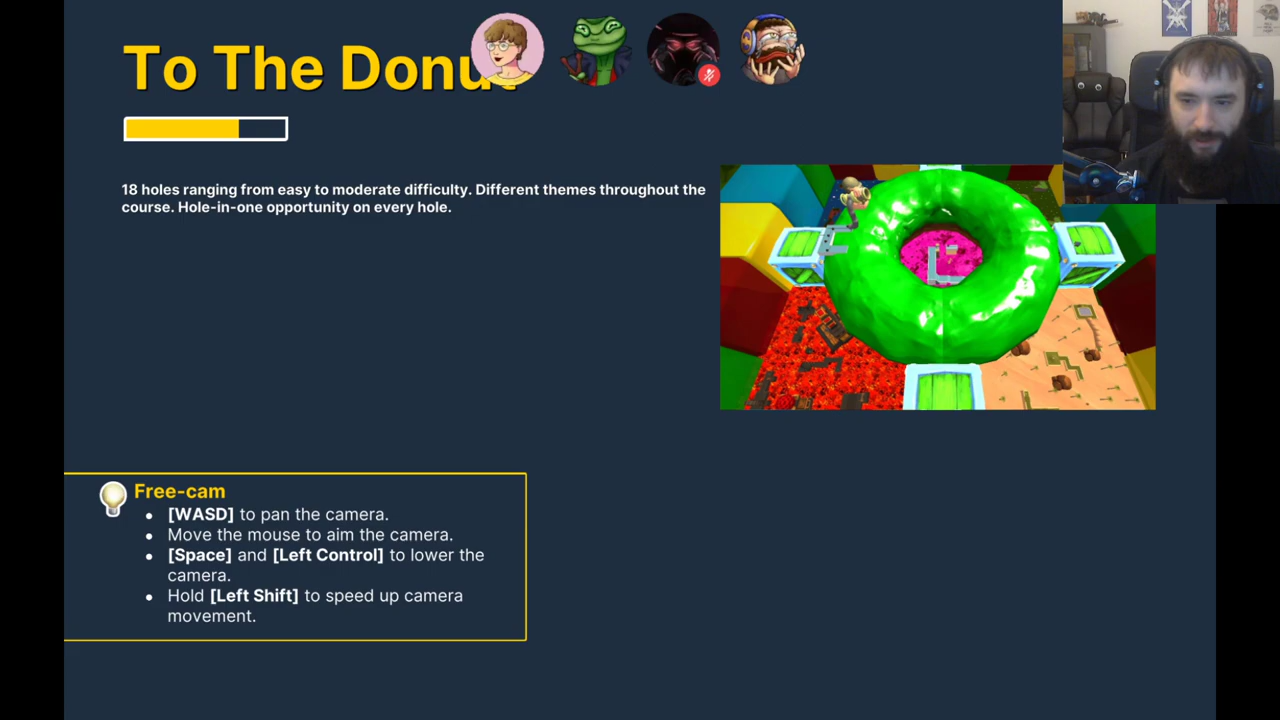 To The Donut
18 holes ranging from easy to moderate difficulty. Different themes throughout the
course. Hole-in-one opportunity on every hole.
Free-cam
• [WASD] to pan the camera.
• Move the mouse to aim the camera.
• [Space] and [Left Control] to lower the
camera.
• Hold [Left Shift] to speed up camera
movement.